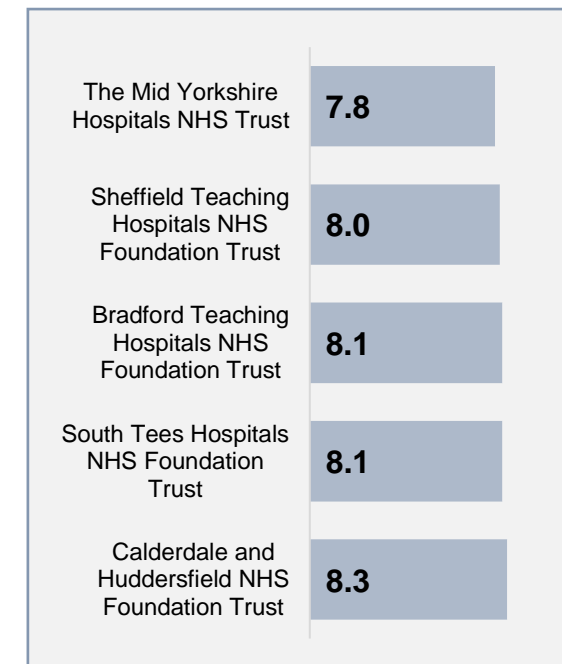 The Mid Yorkshire
Hospitals NHS Trust
7.8
Sheffield Teaching
Hospitals NHS
Foundation Trust
8.0
Bradford Teaching
Hospitals NHS
Foundation Trust
8.1
South Tees Hospitals
NHS Foundation
Trust
8.1
Calderdale and
Huddersfield NHS
Foundation Trust
8.3